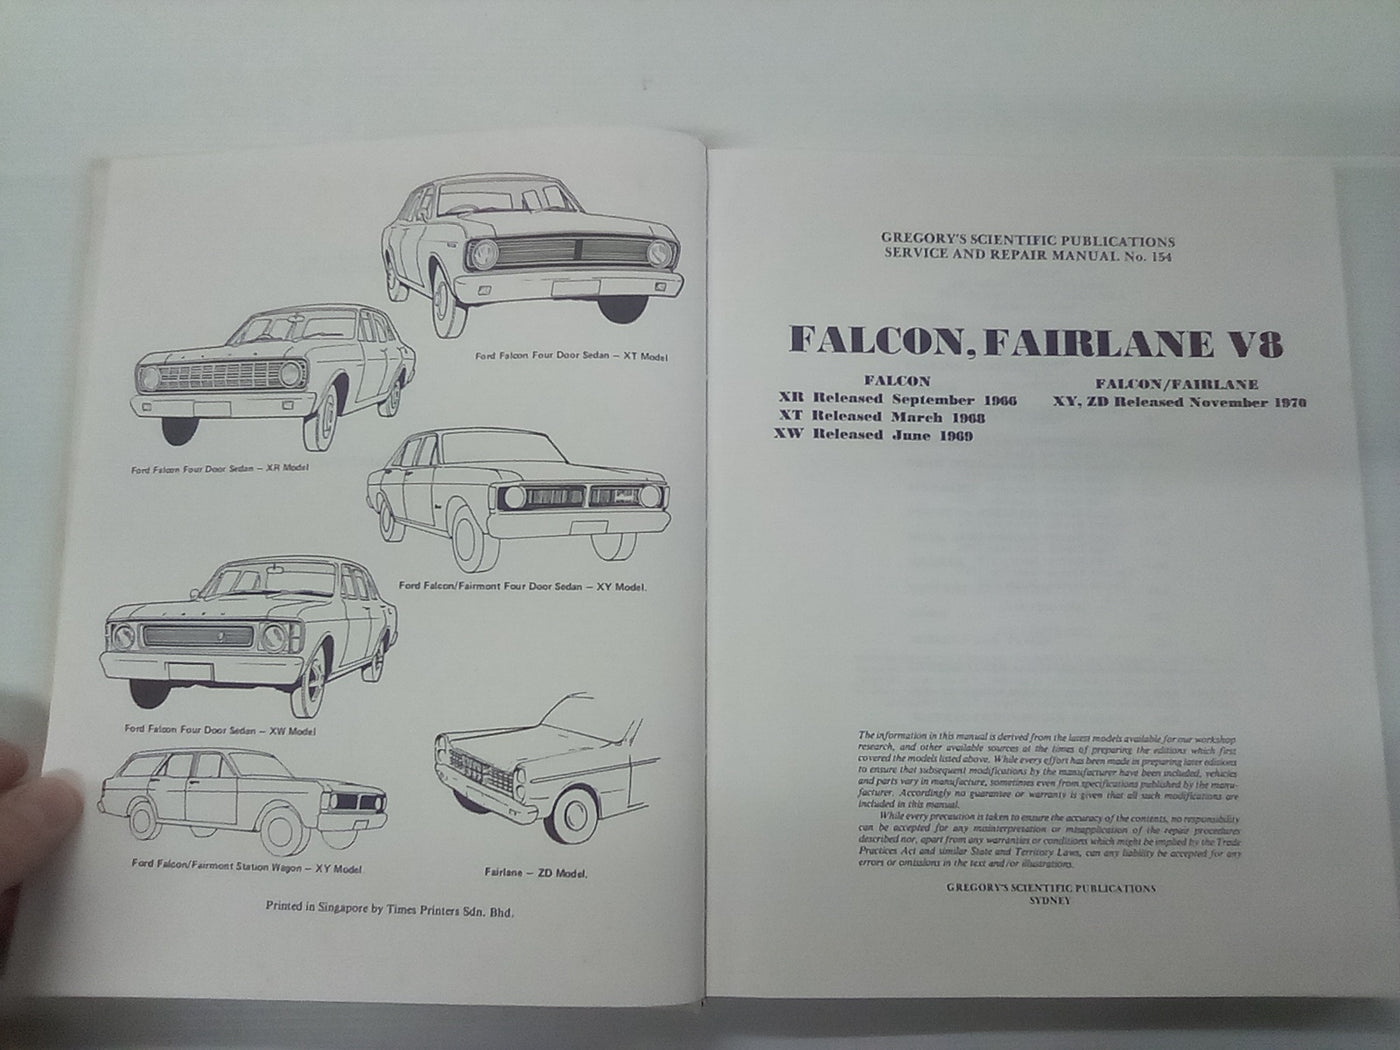 Ford Falcon Four Door Sedan – XT Model
Ford Falcon Four Door Sedan – XR Model
Ford Falcon/Fairmont Four Door Sedan – XY Model.
Ford Falcon Four Door Sedan – XW Model
Ford Falcon/Fairmont Station Wagon – XY Model
Fairlane – ZD Model.
Printed in Singapore by Times Printers Sdn. Bhd.
GREGORY'S SCIENTIFIC PUBLICATIONS
SERVICE AND REPAIR MANUAL No. 154
FALCON, FAIRLANE V8
FALCON
XR Released September 1966
XT Released March 1968
XW Released June 1969
FALCON/FAIRLANE
XY, ZD Released November 1970
The information in this manual is derived from the latest models available for our workshop
research, and other available sources at the times of preparing the editions which first
covered the models listed above. While every effort has been made in preparing later editions
to ensure that subsequent modifications by the manufacturer have been included, vehicles
and parts vary in manufacture, sometimes even from specifications published by the manu-
facturer. Accordingly no guarantee or warranty is given that all such modifications are
included in this manual.
While every precaution is taken to ensure the accuracy of the contents, no responsibility
can be accepted for any misinterpretation or misapplication of the repair procedures
described nor, apart from any warranties or conditions which might be implied by the Trade
Practices Act and similar State and Territory Laws, can any liability be accepted for any
errors or omissions in the text and/or illustrations.
GREGORY'S SCIENTIFIC PUBLICATIONS
SYDNEY